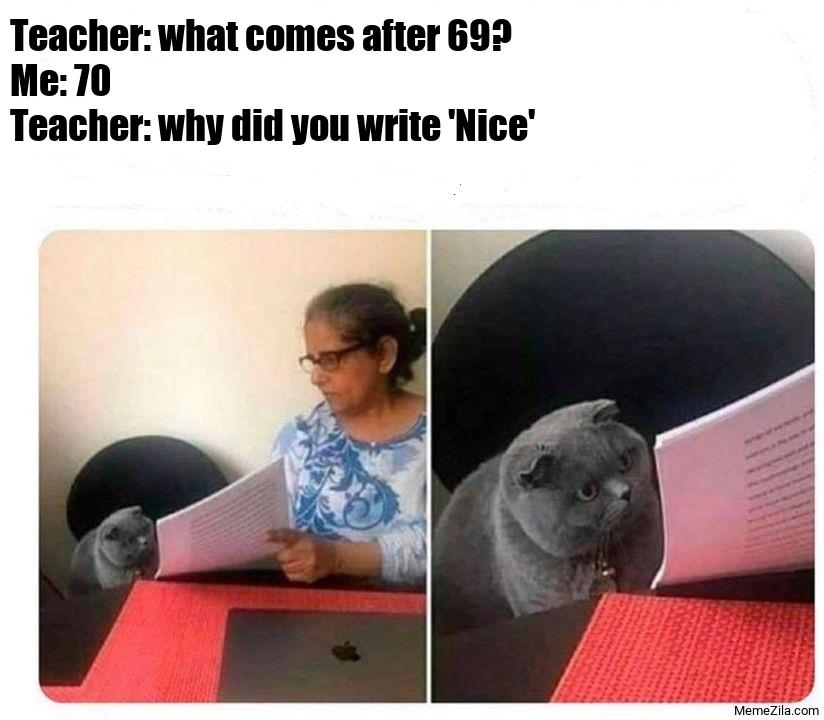 Teacher: what comes after 69?
Me: 70
Teacher: why did you write 'Nice'
MemeZila.com